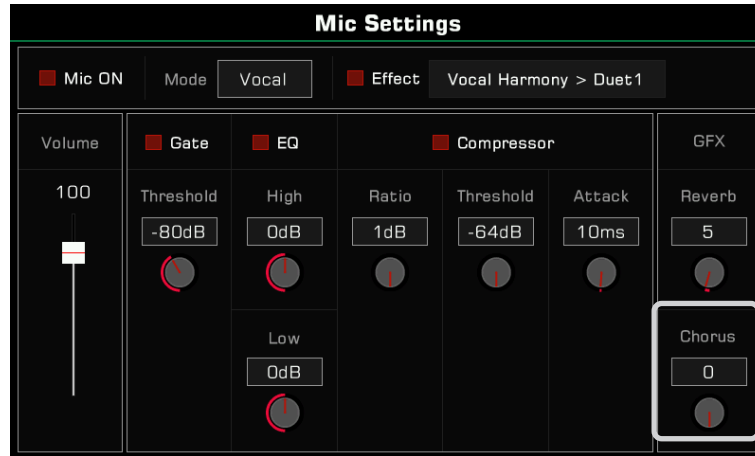 Mic Settings
Mic ON Mode Vocal Effect Vocal Harmony > Duet1
Volume Gate EQ Compressor GFX
100 Threshold High Ratio Threshold Attack Reverb
-80dB 0dB 1dB -64dB 10ms 5
Low Chorus
0dB 0